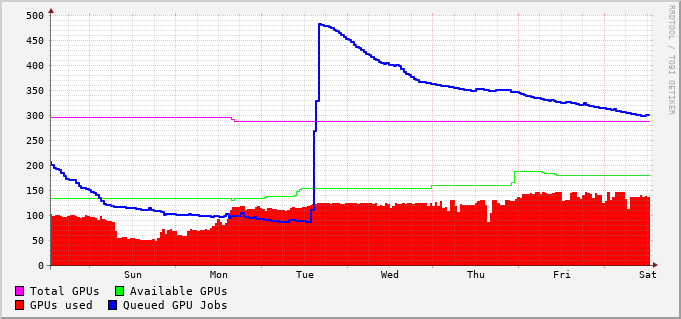 500
450
400
350
300
250
200
150
100
50
0
Sun Mon Tue Wed Thu Fri Sat
Total GPUs Available GPUs
GPUs used Queued GPU Jobs
RRDTOOL / TOBI OETIKER